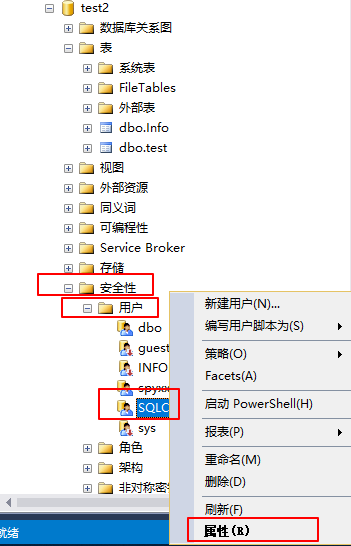 test2
数据库关系图
表
系统表
FileTables
外部表
dbo.Info
dbo.test
视图
外部资源
同义词
可编程性
Service Broker
存储
安全性
用户
dbo
guest
INFO
sys
角色
架构
非对称密
就绪
新建用户(N)...
编写用户脚本为(S)
策略(O)
Facets(A)
启动 PowerShell(H)
报表(P)
重命名(M)
删除(D)
刷新(F)
属性(R)